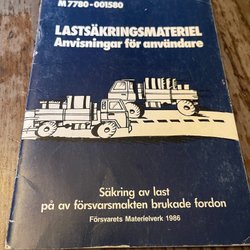 M7780-001580
LASTSÄKRINGSMATERIEL
Anvisningar för användare
Säkring av last
på av försvarsmakten brukade fordon
Försvarets Materielverk 1986